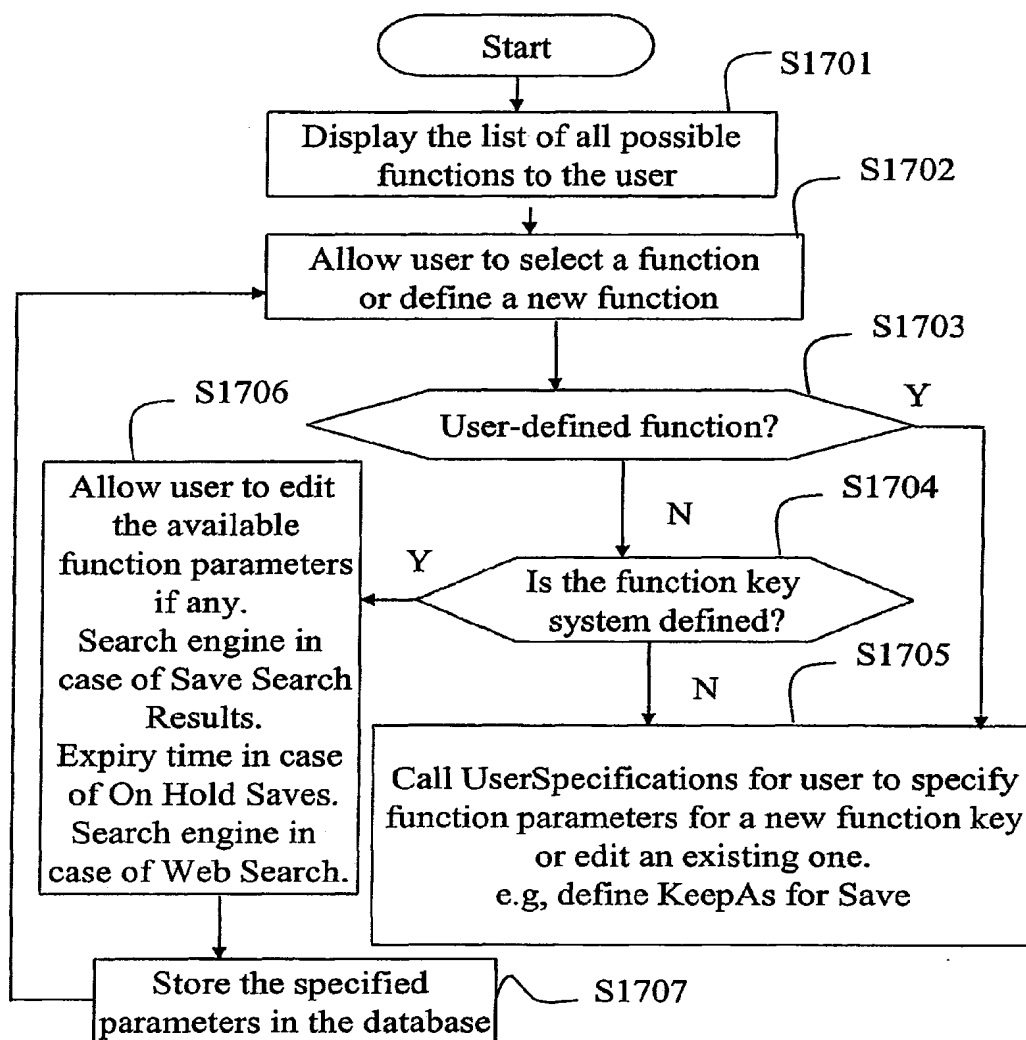 Start
S1701
Display the list of all possible
functions to the user
S1702
Allow user to select a function
or define a new function
S1703
S1706
User-defined function?
Y
Allow user to edit
the available
function parameters
if any.
Search engine in
case of Save Search
Results.
Expiry time in case
of On Hold Saves.
Search engine in
case of Web Search.
N
S1704
Y
Is the function key
system defined?
N
S1705
Call UserSpecifications for user to specify
function parameters for a new function key
or edit an existing one.
e.g, define KeepAs for Save
Store the specified
parameters in the database
S1707